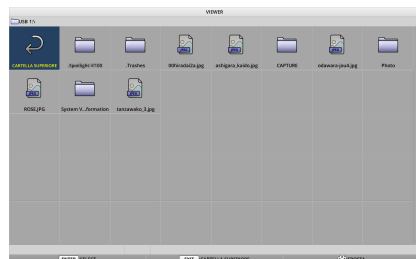 VIEWER
USB 1:\
CARTELLA SUPERIORE
.Spotlight-V100
.Trashes
00hiradai2a.jpg
ashigara_kaido.jpg
CAPTURE
odawara-jou4.jpg
Photo
ROSE.JPG
System V...formation
tanzawako_3.jpg
ENTER :SELECT
EXIT :CARTELLA SUPERIORE
:SPOSTA